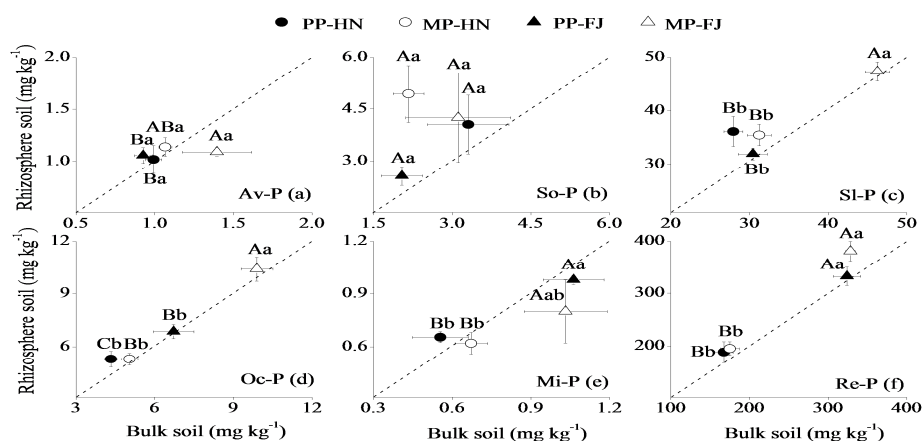 PP-HN MP-HN PP-FJ MP-FJ
Rhizosphere soil (mg kg-1)
2.0
1.5
1.0
0.5
0.5 1.0 1.5 2.0
Ba ABa Aa
Ba
Av-P (a)
6.0
4.5
3.0
1.5
1.5 3.0 4.5 6.0
Aa Aa
Aa
Aa
So-P (b)
50
40
30
20
20 30 40 50
Aa
Bb Bb
Bb
Sl-P (c)
Rhizosphere soil (mg kg-1)
12
9
6
3
3 6 9 12
Aa
Bb
Cb Bb
Oc-P (d)
Bulk soil (mg kg-1)
1.2
0.9
0.6
0.3
0.3 0.6 0.9 1.2
Aa
Aab
Bb Bb
Mi-P (e)
Bulk soil (mg kg-1)
400
300
200
100
100 200 300 400
Aa
Aa
Bb
Bb
Re-P (f)
Bulk soil (mg kg-1)